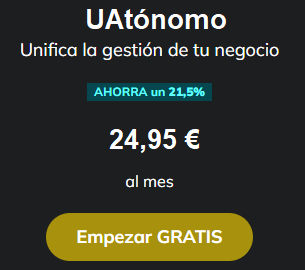 UAtónomo
Unifica la gestión de tu negocio
AHORRA un 21,5%
24,95 €
al mes
Empezar GRATIS